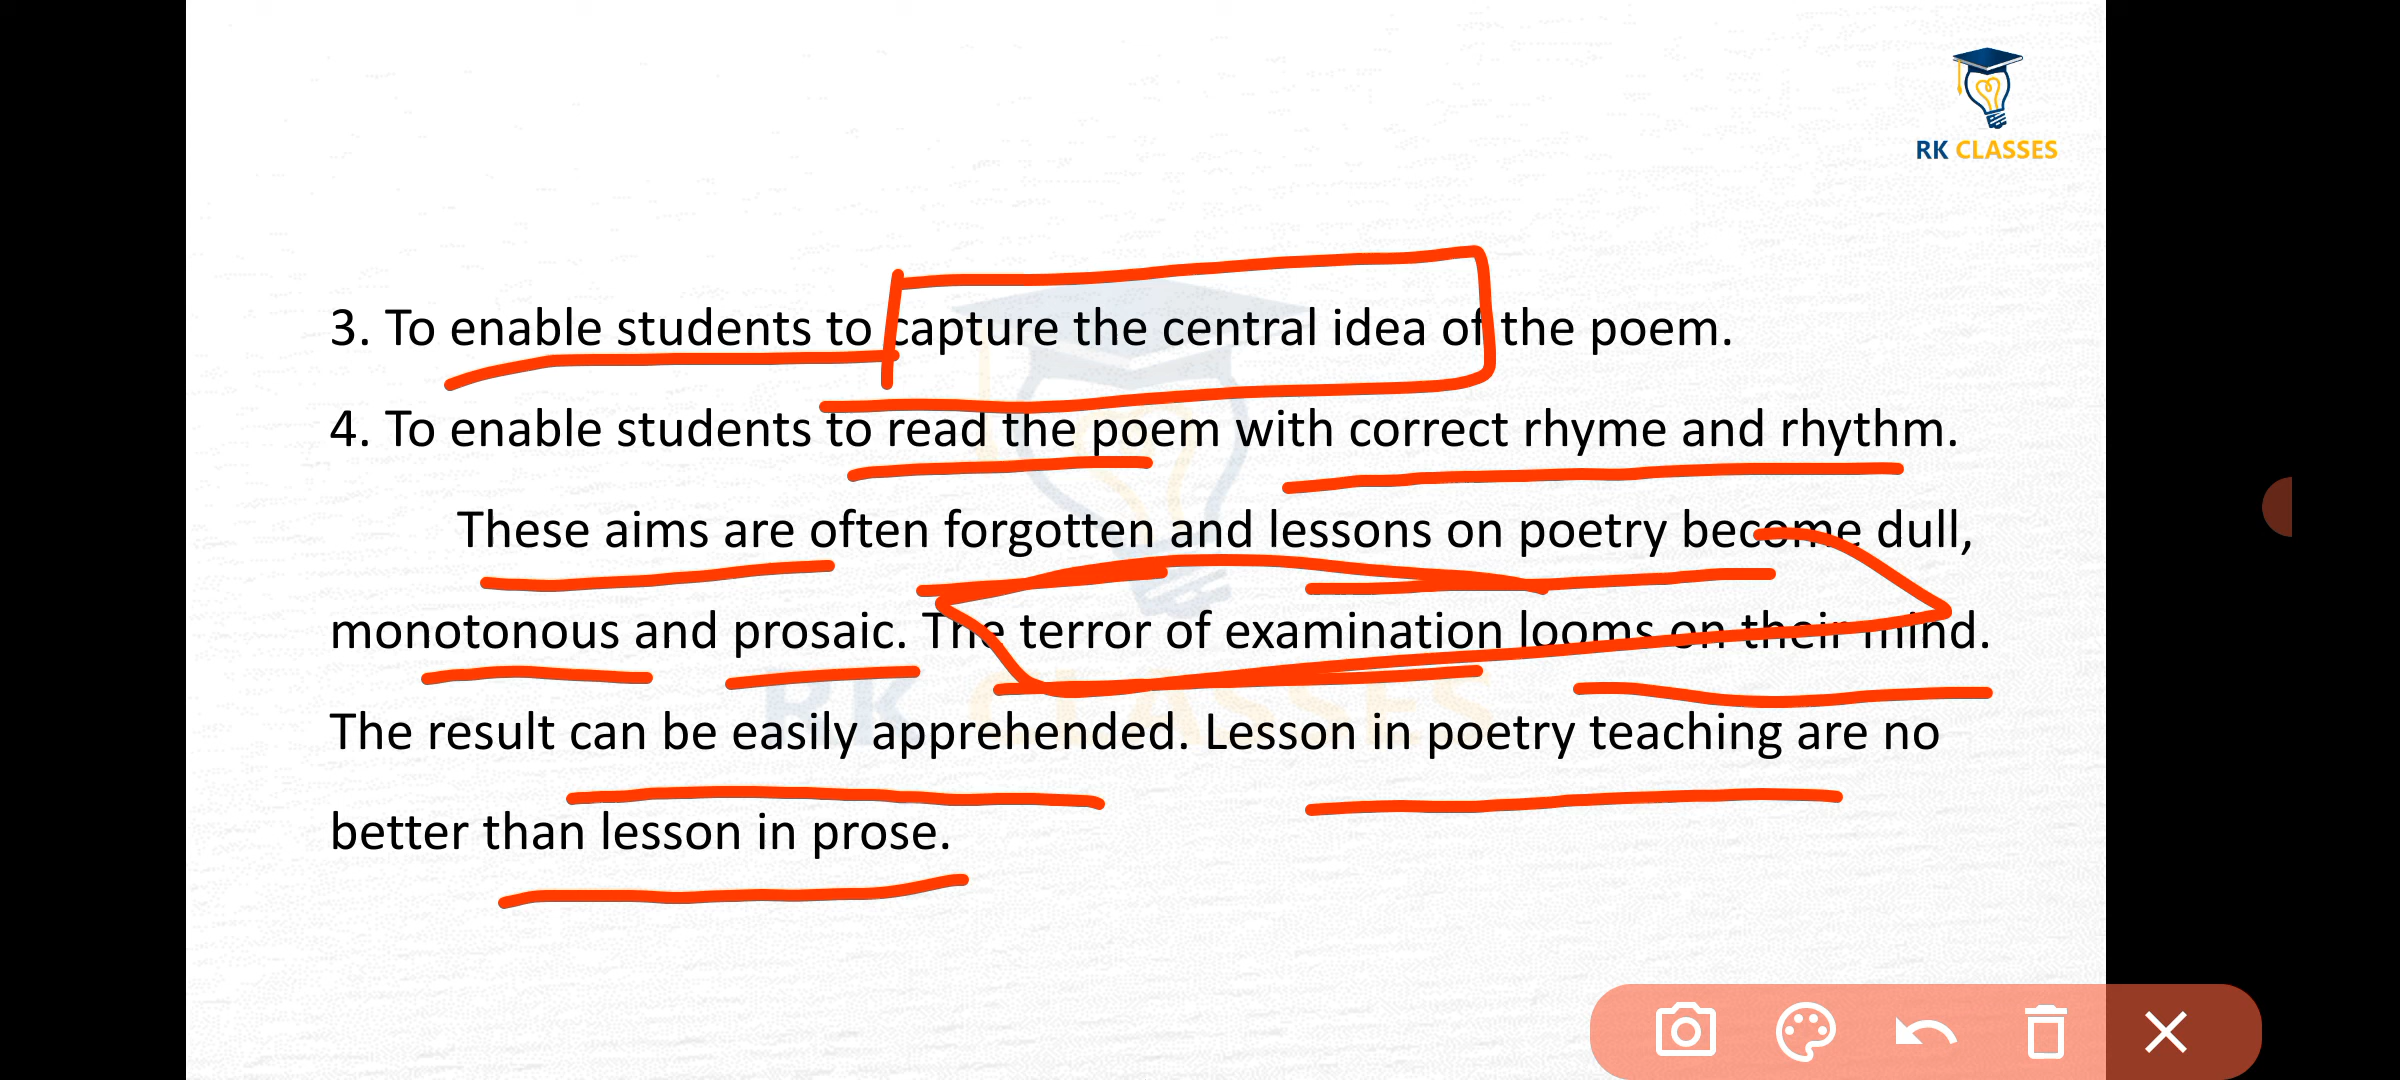 RK CLASSES
3. To enable students to capture the central idea of the poem.
4. To enable students to read the poem with correct rhyme and rhythm.
These aims are often forgotten and lessons on poetry become dull,
monotonous and prosaic. The terror of examination looms on their mind.
The result can be easily apprehended. Lesson in poetry teaching are no
better than lesson in prose.
RK CLASSES